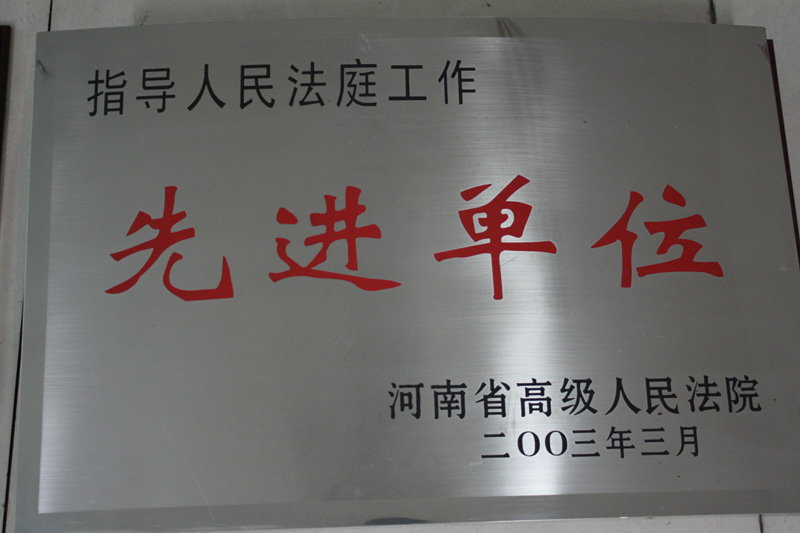 指导人民法庭工作
先进单位
河南省高级人民法院
二OO三年三月